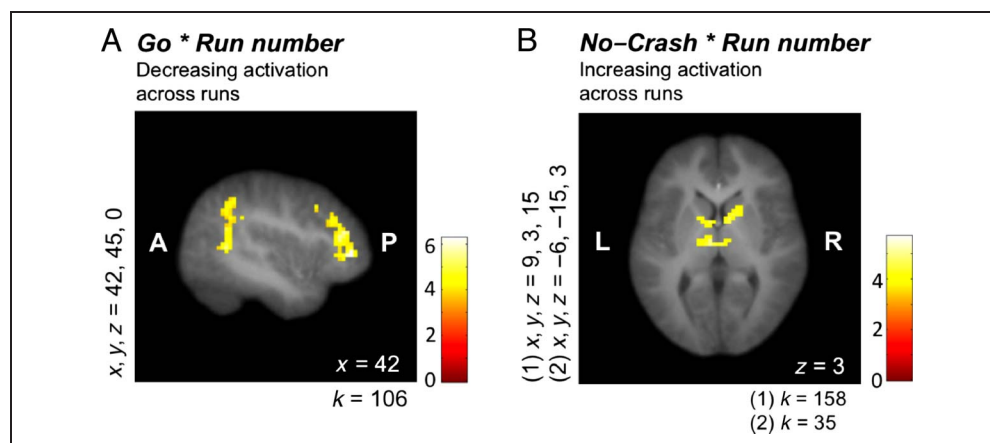 A Go * Run number
Decreasing activation
across runs
x, y, z = 42, 45, 0
A
P
6
4
2
0
x = 42
k = 106
B No–Crash * Run number
Increasing activation
across runs
(1) x, y, z = 9, 3, 15
(2) x, y, z = −6, −15, 3
L
R
4
2
0
z = 3
(1) k = 158
(2) k = 35